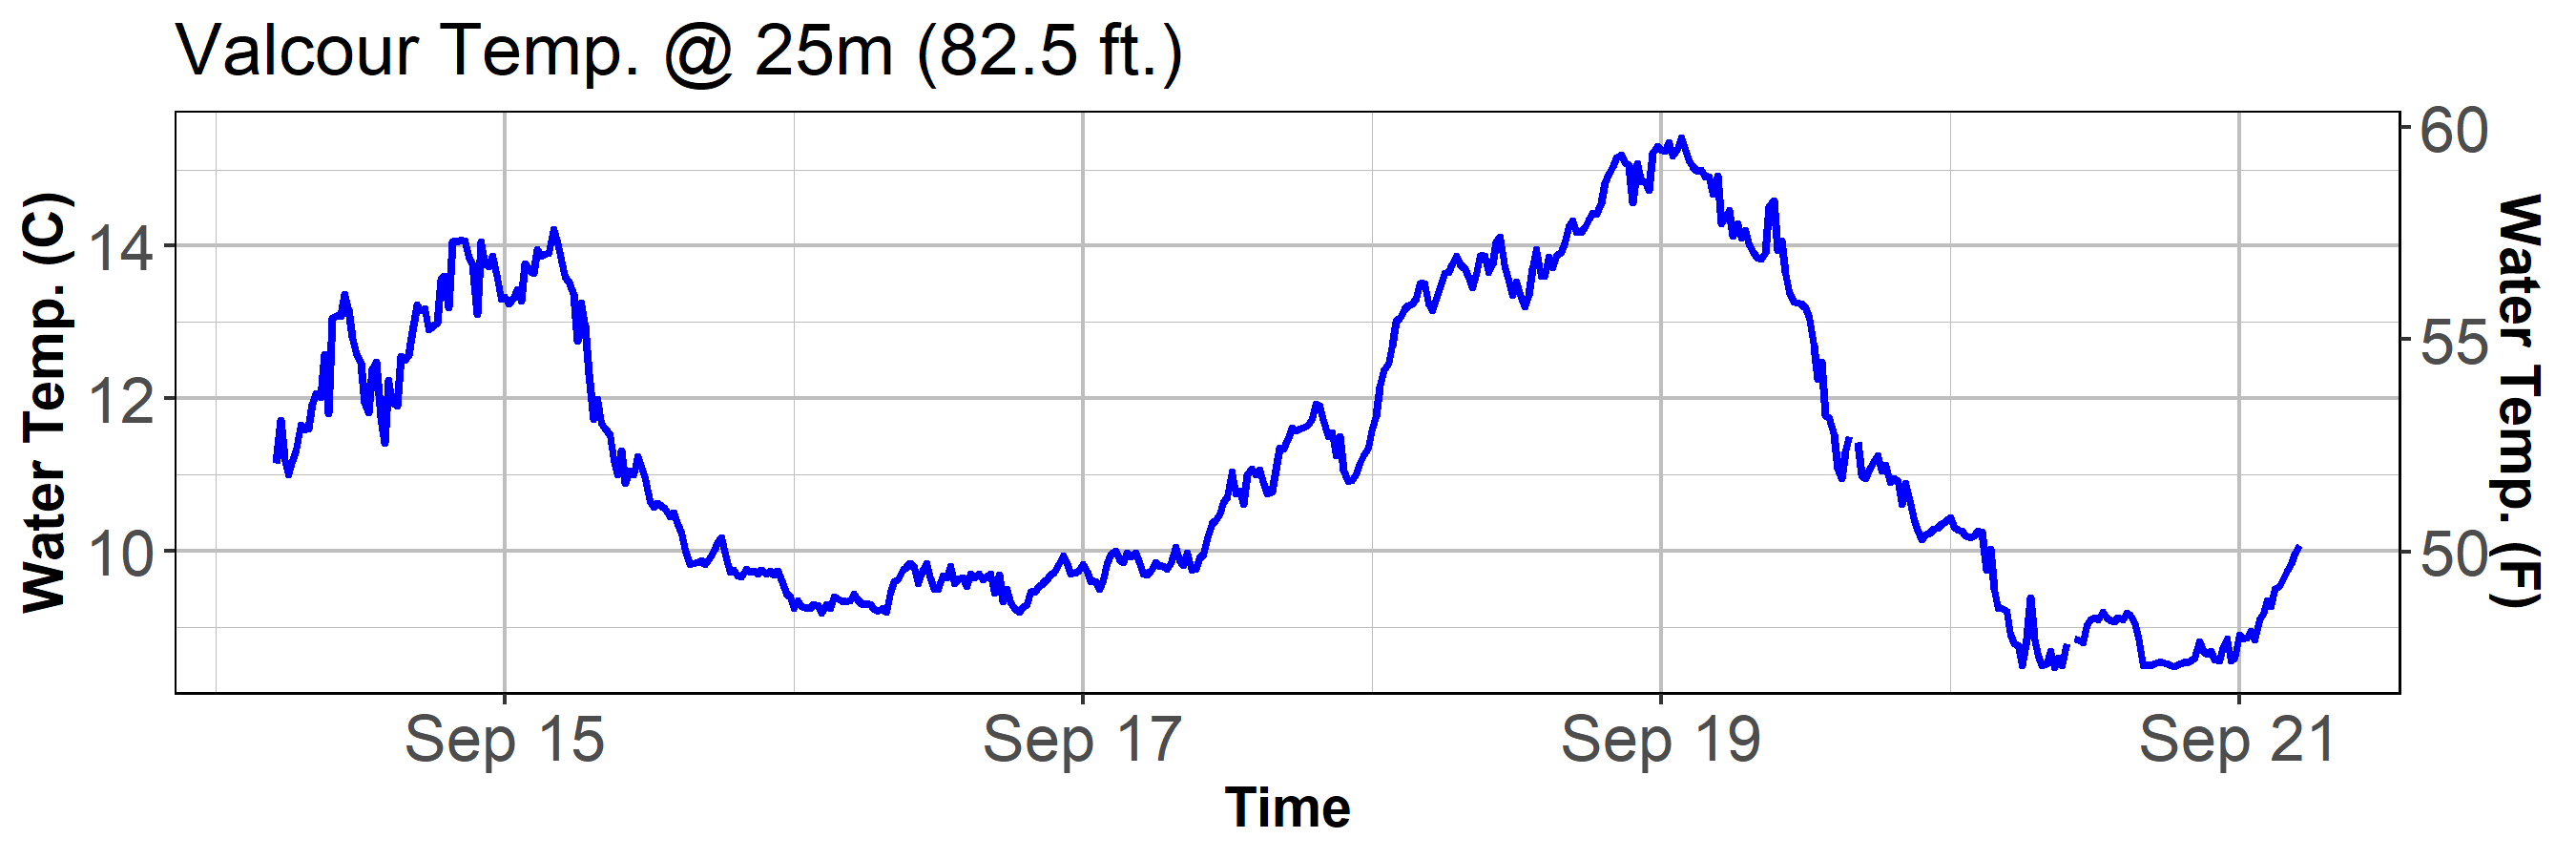 Valcour Temp. @ 25m (82.5 ft.)
Water Temp. (C)
14
12
10
60
55
50
Water Temp. (F)
Sep 15
Sep 17
Sep 19
Sep 21
Time